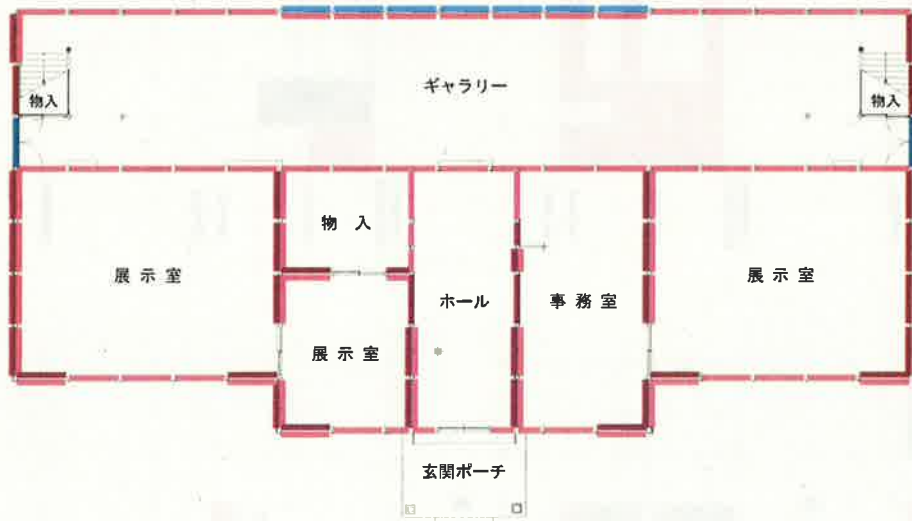 ギャラリー
物入
物入
物 入
展 示 室
ホール
事 務 室
展 示 室
展 示 室
玄関ポーチ